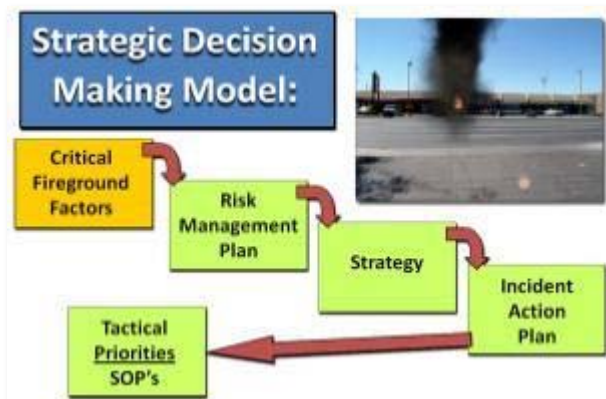 Strategic Decision
Making Model:
Critical
Fireground
Factors
Risk
Management
Plan
Strategy
Incident
Action
Plan
Tactical
Priorities
SOP's